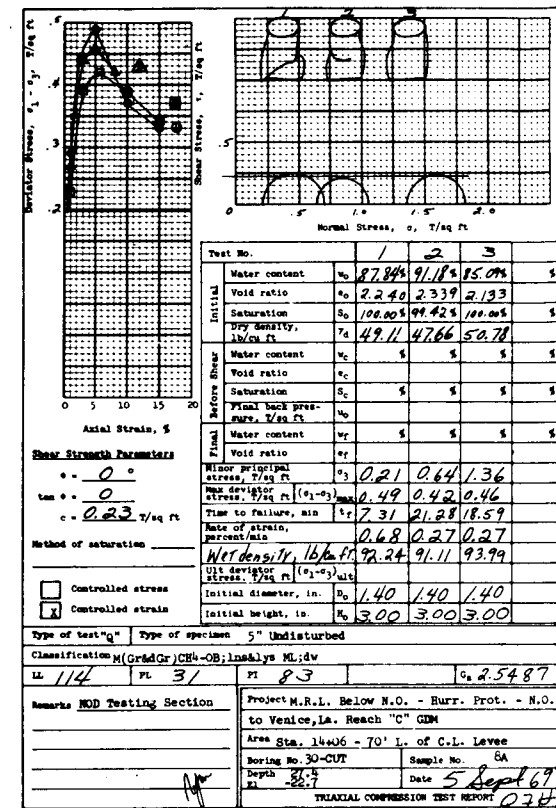 1 2 3
Deviator Stress, σ1 - σ3, T/sq ft
Shear Stress, τ, T/sq ft
.5
.4
.3
.2
.5
0 .5 1.0 1.5 2.0
Normal Stress, σ, T/sq ft
0 5 10 15 20
Axial Strain, %
Test No. 1 2 3
Initial
Water content w₀ 87.84% 91.18% 85.09% %
Void ratio e₀ 2.240 2.339 2.133
Saturation S₀ 100.00% 99.42% 100.00% %
Dry density, lb/cu ft γd 49.11 47.66 50.78
Before Shear
Water content wc % % % %
Void ratio ec
Saturation Sc % % % %
Final back pressure, T/sq ft u₀
Final
Water content wf % % % %
Void ratio ef
Minor principal stress, T/sq ft σ3 0.21 0.64 1.36
Max deviator stress, T/sq ft (σ1-σ3)max 0.49 0.42 0.46
Time to failure, min tf 7.31 21.28 18.59
Rate of strain, percent/min 0.68 0.27 0.27
Wet density, lb/cu ft. 92.24 91.11 93.99
Ult deviator stress, T/sq ft (σ1-σ3)ult
Initial diameter, in. D₀ 1.40 1.40 1.40
Initial height, in. H₀ 3.00 3.00 3.00
Shear Strength Parameters
φ = 0 °
tan φ = 0
c = 0.23 T/sq ft
Method of saturation
Controlled stress
X Controlled strain
Type of test "Q" Type of specimen 5" Undisturbed
Classification M(Gr&dGr)CH4-OB;lns&lys ML;dw
LL 114 PL 31 PI 83 Gs 2.5487
Remarks NOD Testing Section
Project M.R.L. Below N.O. - Hurr. Prot. - N.O.
to Venice,La. Reach "C" GDM
Area Sta. 14+06 - 70' L. of C.L. Levee
Boring No. 30-CUT Sample No. 8A
Depth 27.4
El -22.7
Date 5 Sept 69
TRIAXIAL COMPRESSION TEST REPORT